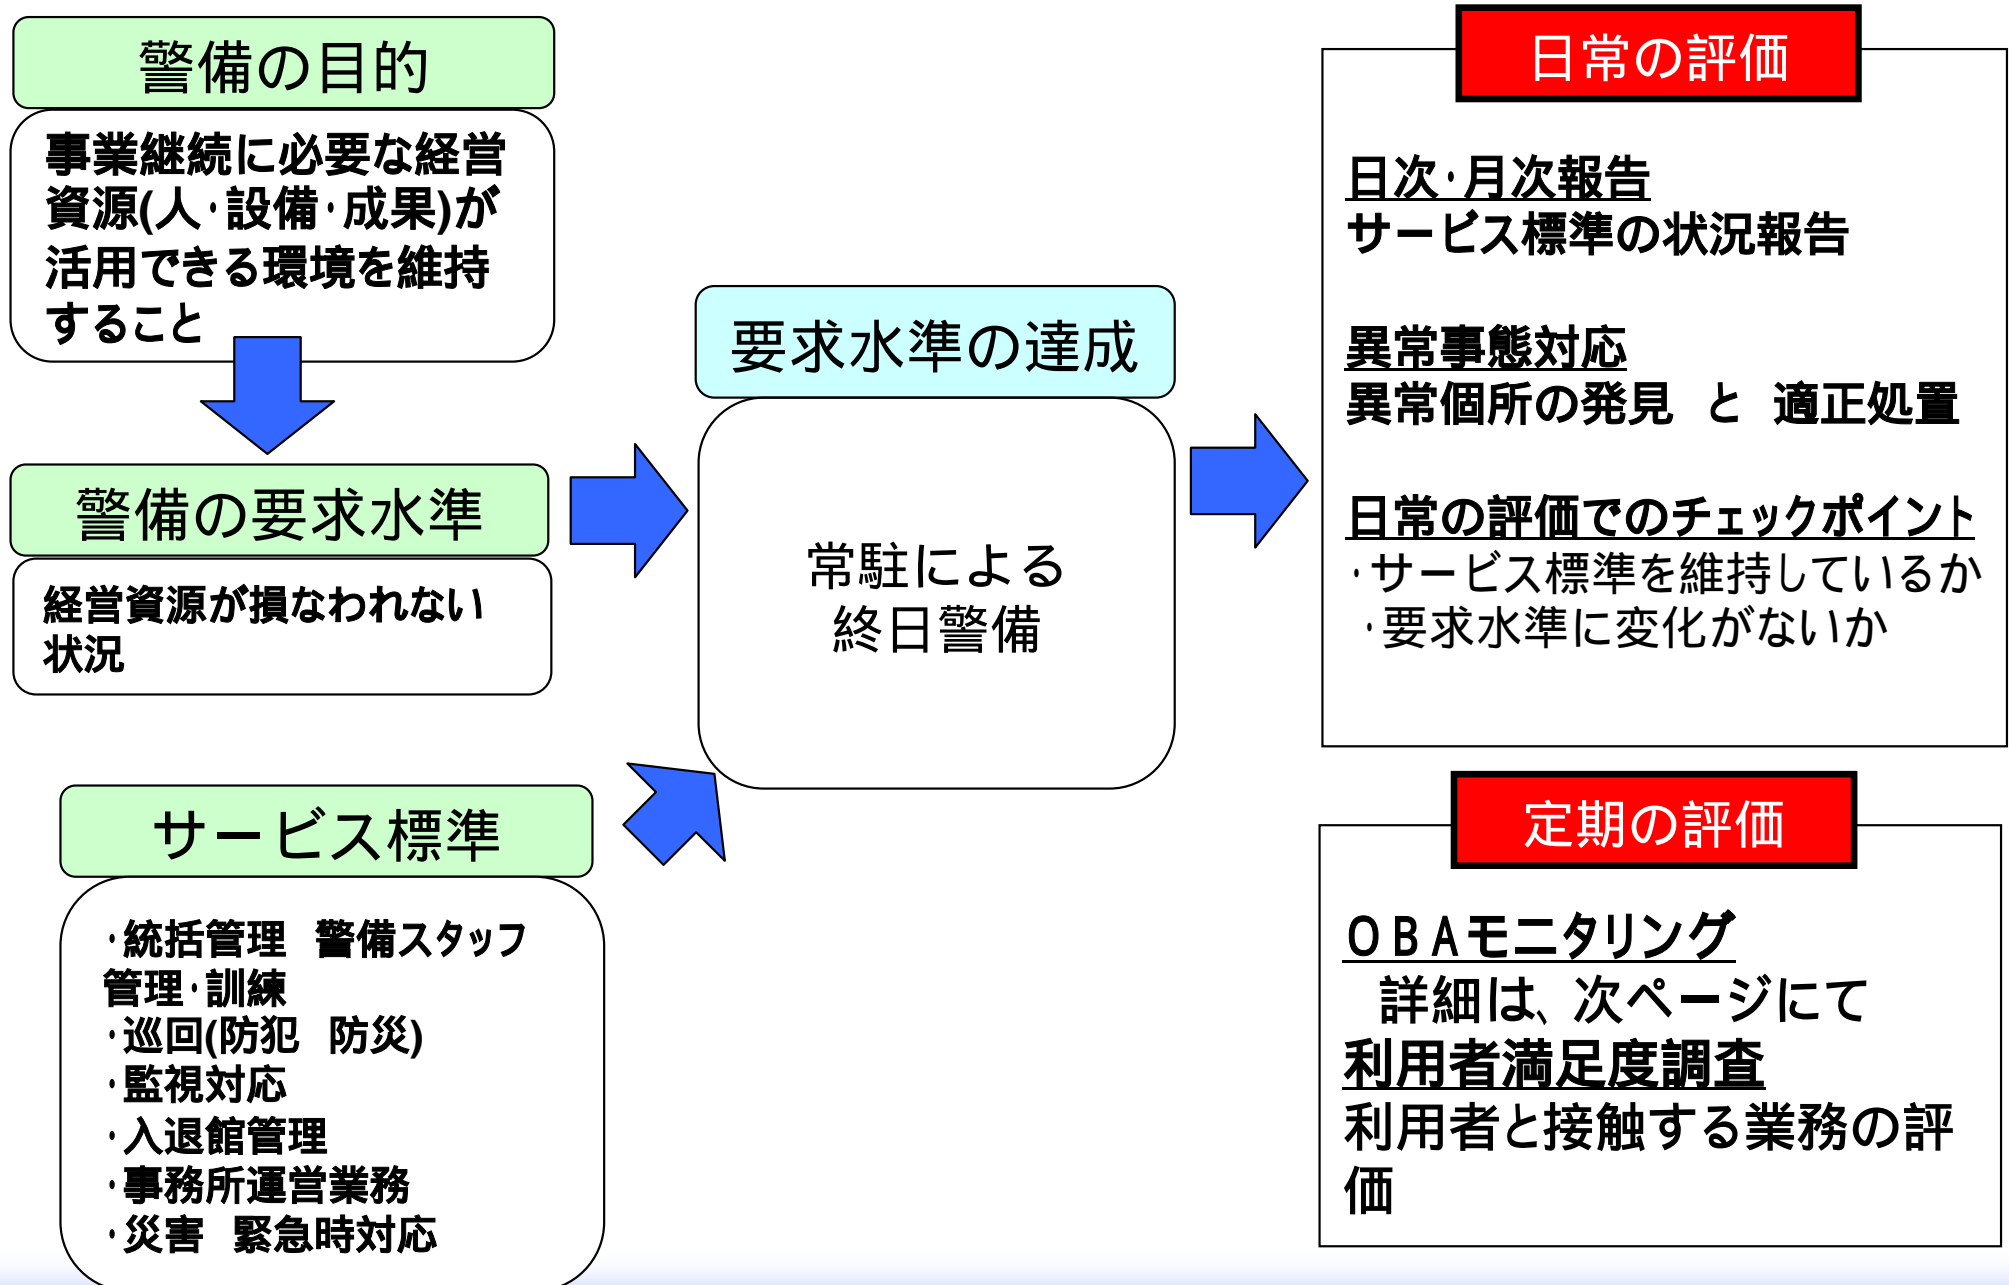 警備の目的
事業継続に必要な経営
資源(人・設備・成果)が
活用できる環境を維持
すること
警備の要求水準
経営資源が損なわれない
状況
サービス標準
・統括管理　警備スタッフ
管理・訓練
・巡回(防犯　防災)
・監視対応
・入退館管理
・事務所運営業務
・災害　緊急時対応
要求水準の達成
常駐による
終日警備
日常の評価
日次・月次報告
サービス標準の状況報告
異常事態対応
異常個所の発見　と　適正処置
日常の評価でのチェックポイント
・サービス標準を維持しているか
・要求水準に変化がないか
定期の評価
ＯＢＡモニタリング
詳細は、次ページにて
利用者満足度調査
利用者と接触する業務の評
価